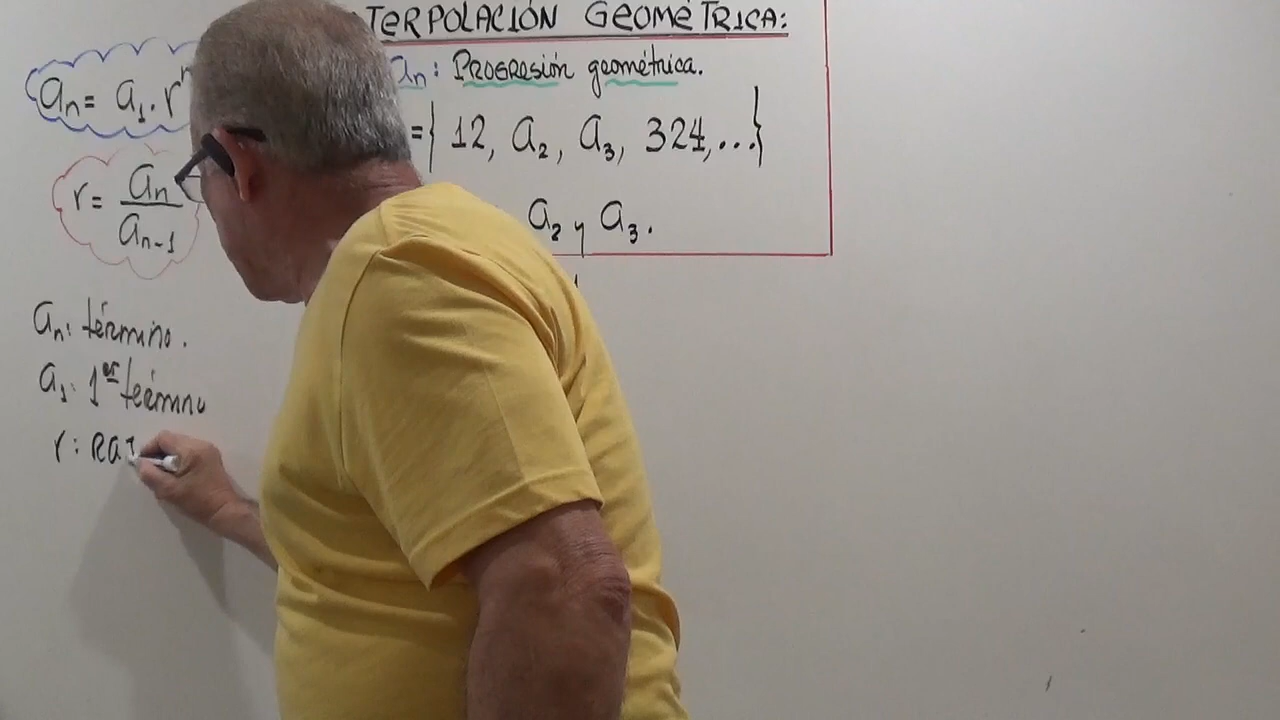 TERPOLACIÓN GEOMÉTRICA:
an: Progresión geométrica.
={ 12, a2, a3, 324,...}
a2 y a3.
an= a1.r^n
r= an/an-1
an: término.
a1: 1er término
r: Raz